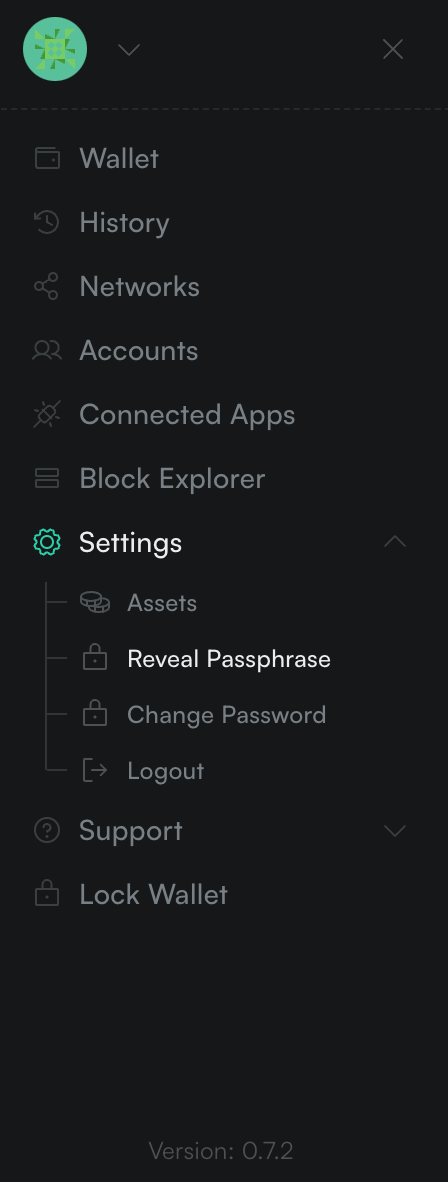 Wallet
History
Networks
Accounts
Connected Apps
Block Explorer
Settings
Assets
Reveal Passphrase
Change Password
Logout
Support
Lock Wallet
Version: 0.7.2